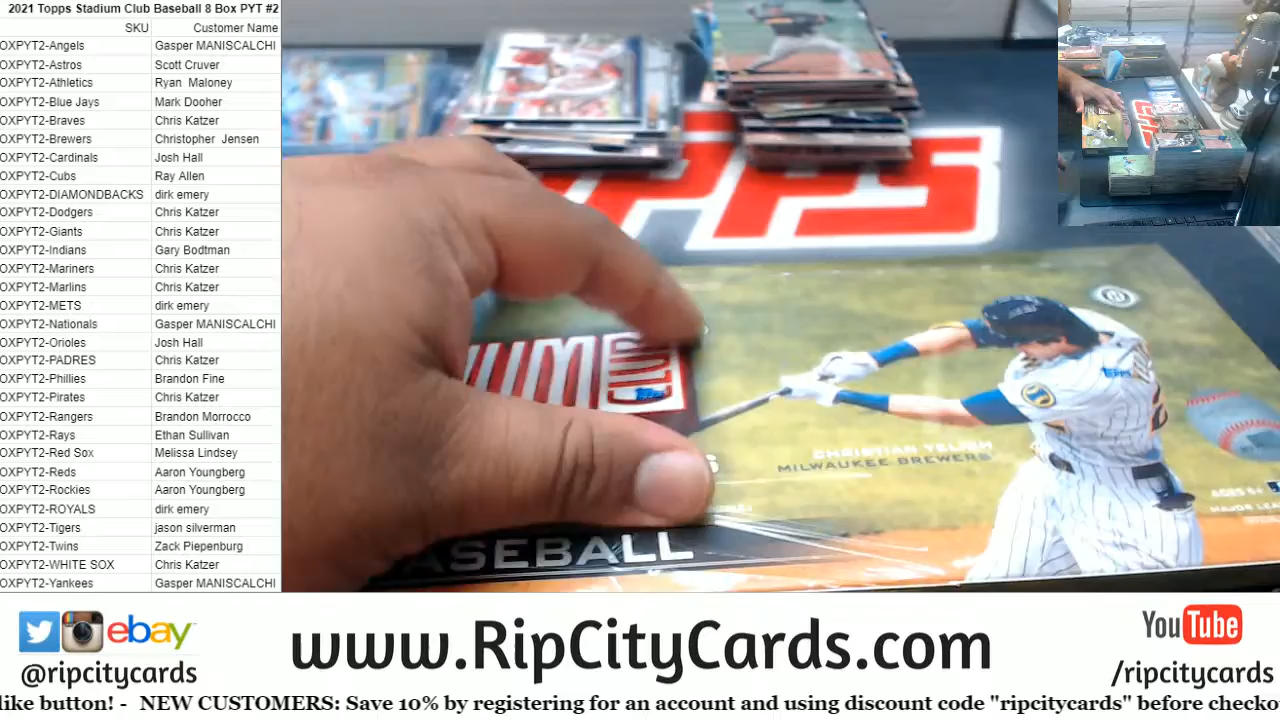 2021 Topps Stadium Club Baseball 8 Box PYT #2
SKU Customer Name
OXPYT2-Angels Gasper MANISCALCHI
OXPYT2-Astros Scott Cruver
OXPYT2-Athletics Ryan Maloney
OXPYT2-Blue Jays Mark Dooher
OXPYT2-Braves Chris Katzer
OXPYT2-Brewers Christopher Jensen
OXPYT2-Cardinals Josh Hall
OXPYT2-Cubs Ray Allen
OXPYT2-DIAMONDBACKS dirk emery
OXPYT2-Dodgers Chris Katzer
OXPYT2-Giants Chris Katzer
OXPYT2-Indians Gary Bodtman
OXPYT2-Mariners Chris Katzer
OXPYT2-Marlins Chris Katzer
OXPYT2-METS dirk emery
OXPYT2-Nationals Gasper MANISCALCHI
OXPYT2-Orioles Josh Hall
OXPYT2-PADRES Chris Katzer
OXPYT2-Phillies Brandon Fine
OXPYT2-Pirates Chris Katzer
OXPYT2-Rangers Brandon Morrocco
OXPYT2-Rays Ethan Sullivan
OXPYT2-Red Sox Melissa Lindsey
OXPYT2-Reds Aaron Youngberg
OXPYT2-Rockies Aaron Youngberg
OXPYT2-ROYALS dirk emery
OXPYT2-Tigers jason silverman
OXPYT2-Twins Zack Piepenburg
OXPYT2-WHITE SOX Chris Katzer
OXPYT2-Yankees Gasper MANISCALCHI
PPS
IUM CLUB
CHRISTIAN YELICH
MILWAUKEE BREWERS
AGES 6+
MAJOR LEA
ASEBALL
ebay
@ripcitycards
www.RipCityCards.com
YouTube
/ripcitycards
like button! - NEW CUSTOMERS: Save 10% by registering for an account and using discount code "ripcitycards" before checko